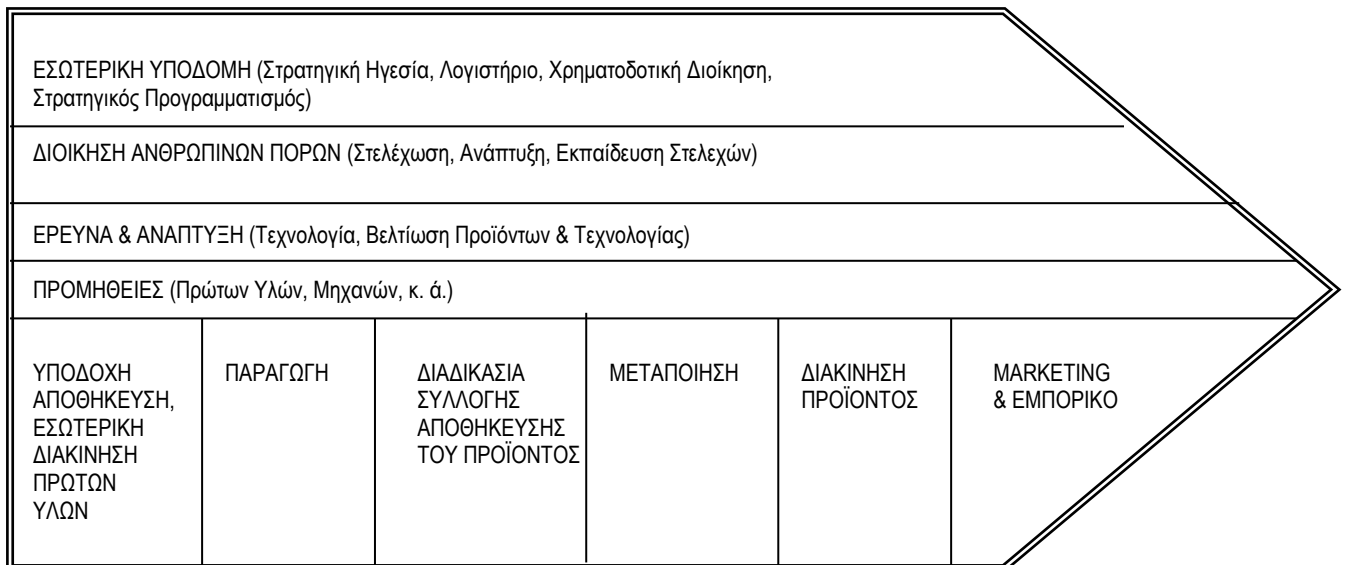 ΕΣΩΤΕΡΙΚΗ ΥΠΟΔΟΜΗ (Στρατηγική Ηγεσία, Λογιστήριο, Χρηματοδοτική Διοίκηση,
Στρατηγικός Προγραμματισμός)
ΔΙΟΙΚΗΣΗ ΑΝΘΡΩΠΙΝΩΝ ΠΟΡΩΝ (Στελέχωση, Ανάπτυξη, Εκπαίδευση Στελεχών)
ΕΡΕΥΝΑ & ΑΝΑΠΤΥΞΗ (Τεχνολογία, Βελτίωση Προϊόντων & Τεχνολογίας)
ΠΡΟΜΗΘΕΙΕΣ (Πρώτων Υλών, Μηχανών, κ. ά.)
ΥΠΟΔΟΧΗ
ΑΠΟΘΗΚΕΥΣΗ,
ΕΣΩΤΕΡΙΚΗ
ΔΙΑΚΙΝΗΣΗ
ΠΡΩΤΩΝ
ΥΛΩΝ
ΠΑΡΑΓΩΓΗ
ΔΙΑΔΙΚΑΣΙΑ
ΣΥΛΛΟΓΗΣ
ΑΠΟΘΗΚΕΥΣΗΣ
ΤΟΥ ΠΡΟΪΟΝΤΟΣ
ΜΕΤΑΠΟΙΗΣΗ
ΔΙΑΚΙΝΗΣΗ
ΠΡΟΪΟΝΤΟΣ
MARKETING
& ΕΜΠΟΡΙΚΟ